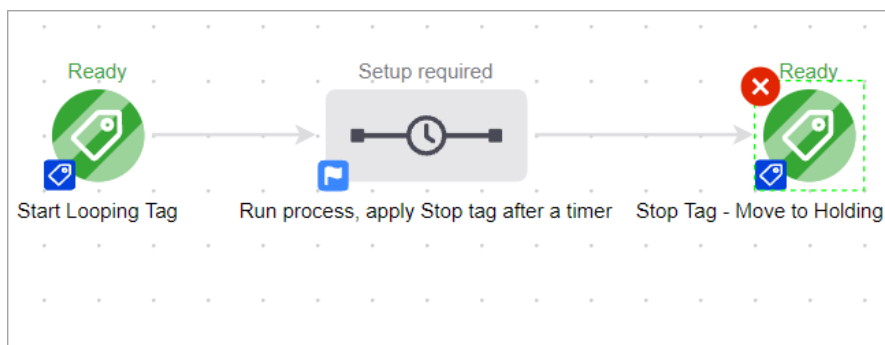 Ready
Setup required
Ready
Start Looping Tag
Run process, apply Stop tag after a timer
Stop Tag - Move to Holding